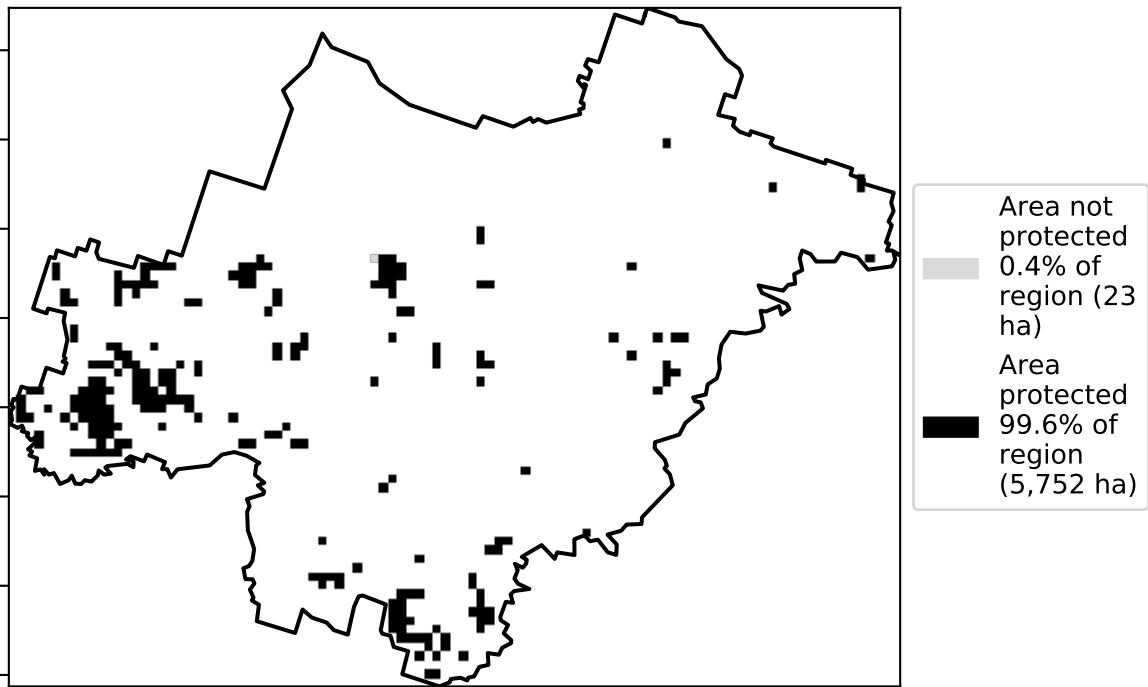 Area not
protected
0.4% of
region (23
ha)
Area
protected
99.6% of
region
(5,752 ha)